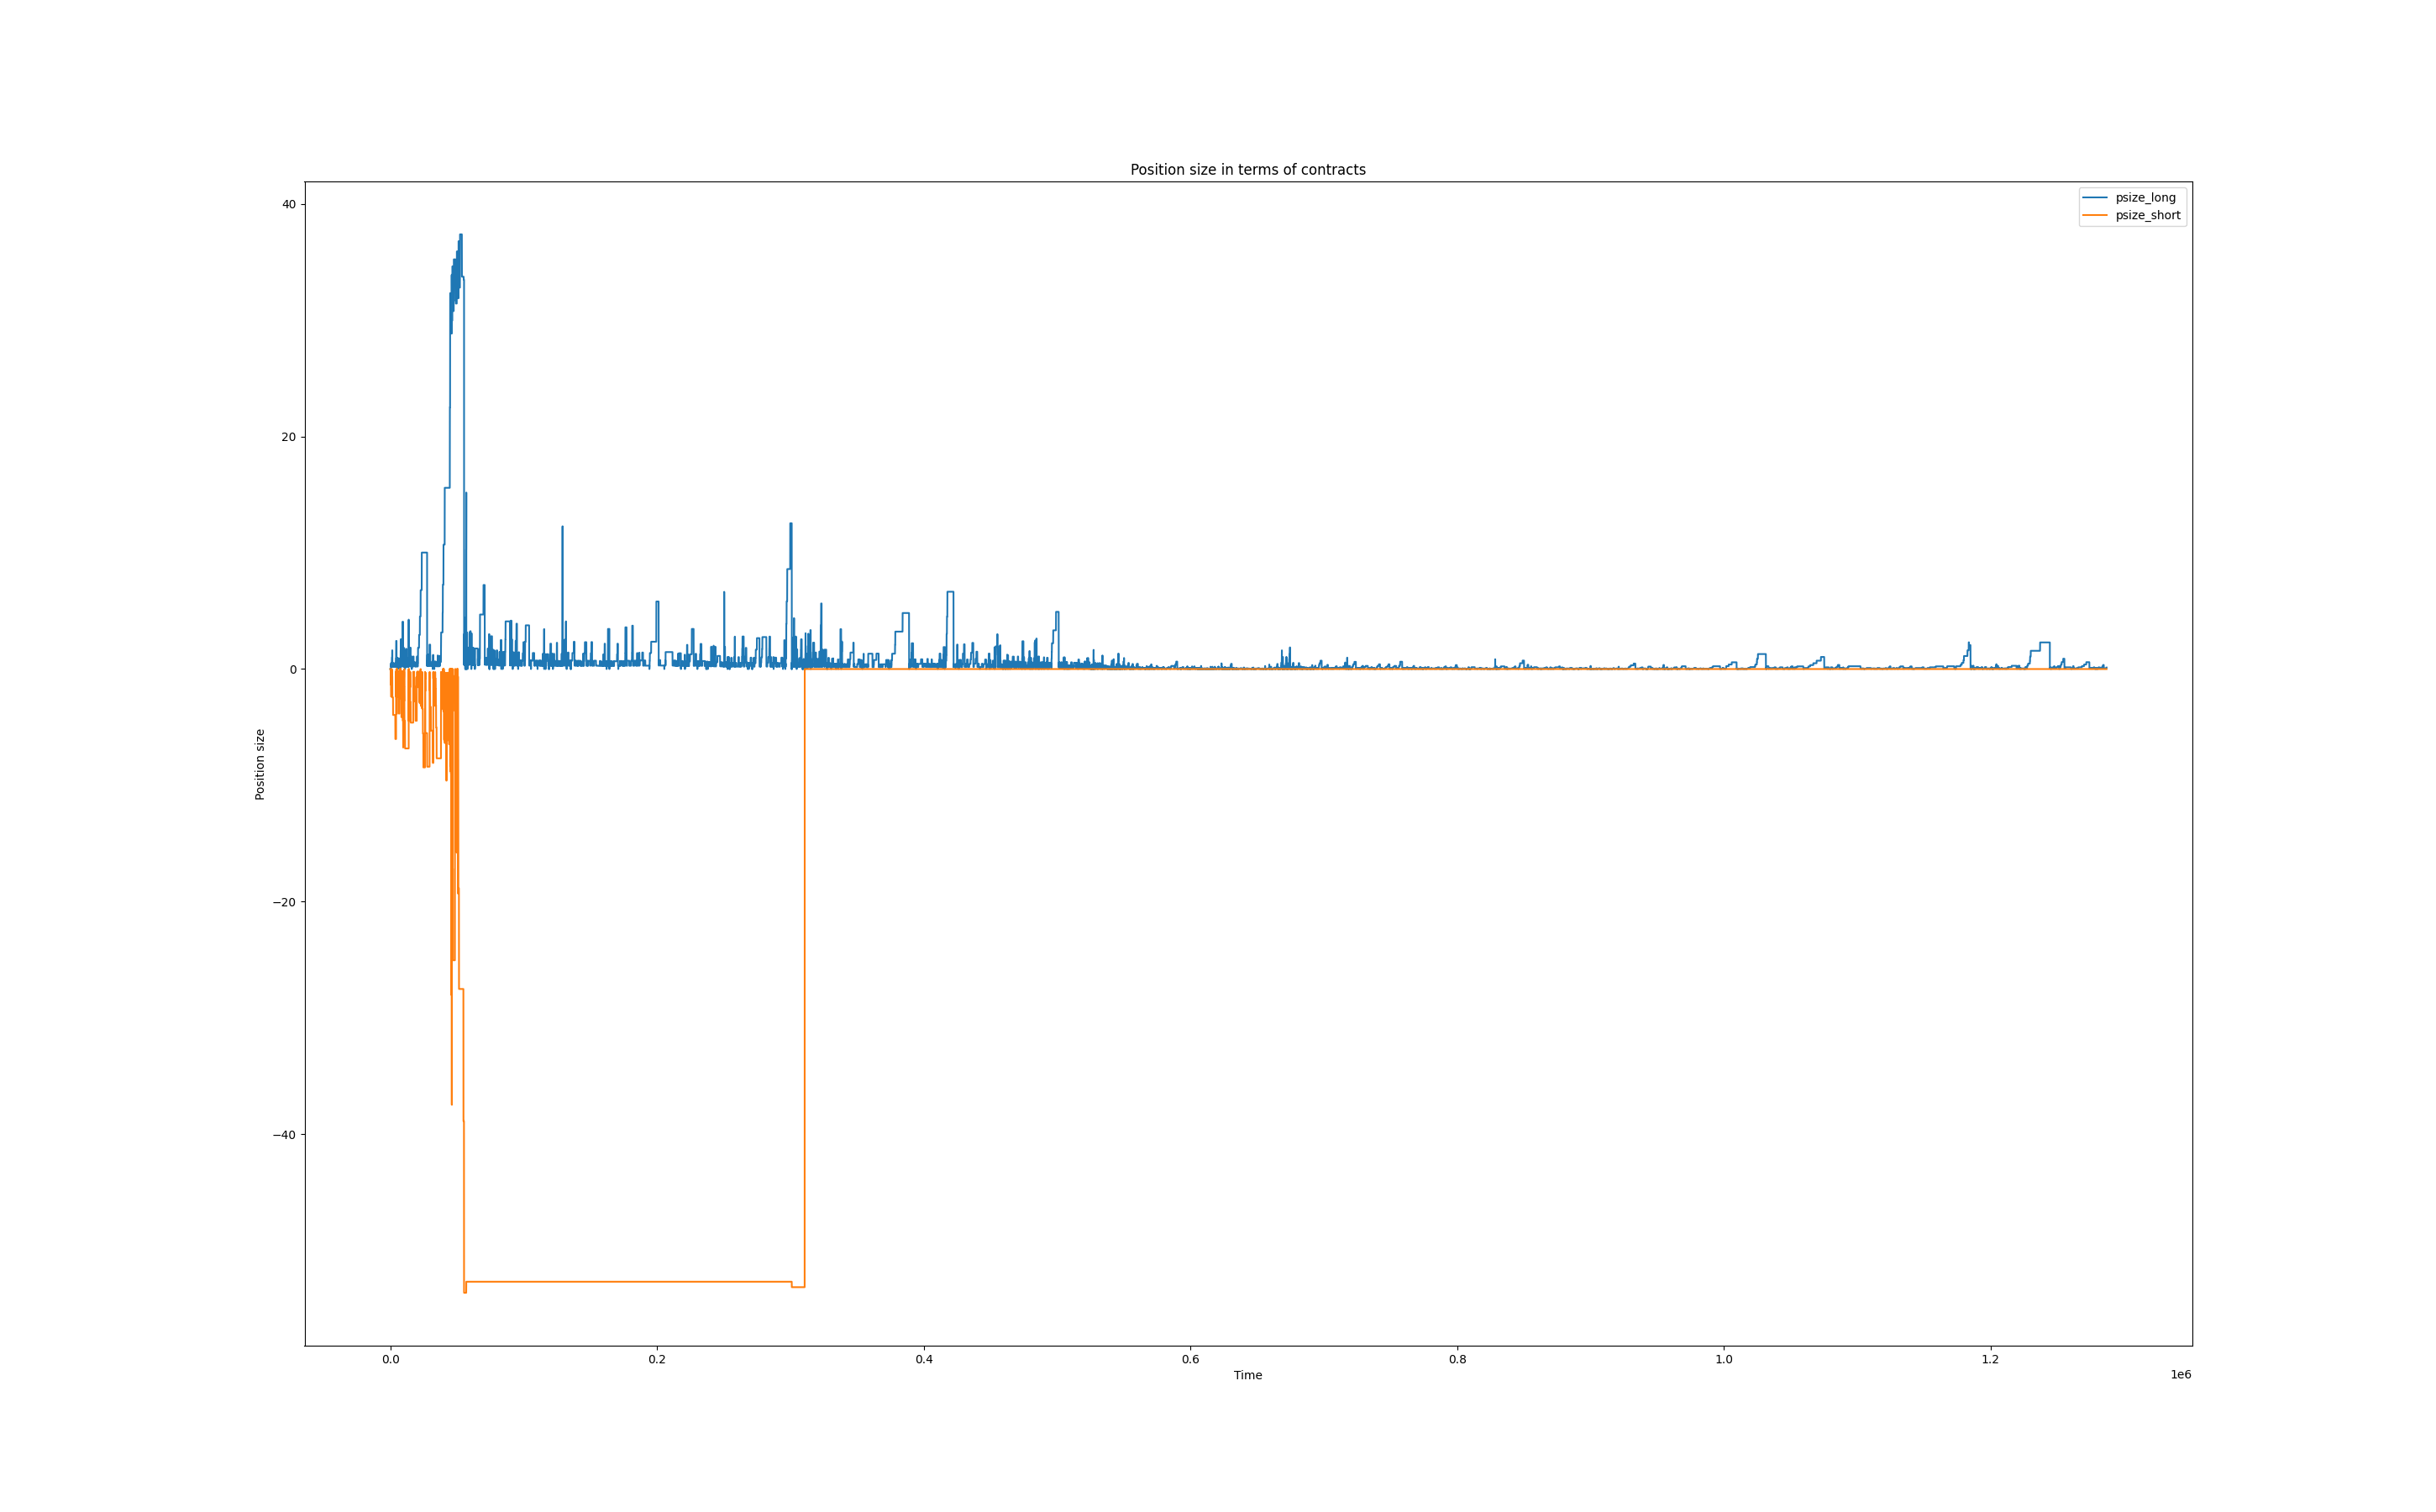 Position size in terms of contracts
psize_long
psize_short
40
20
0
−20
−40
Position size
0.0
0.2
0.4
0.6
0.8
1.0
1.2
Time
1e6